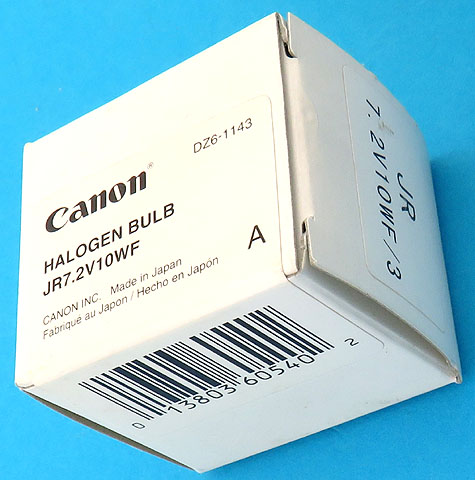 DZ6-1143
Canon®
HALOGEN BULB
JR7.2V10WF
A
CANON INC. Made in Japan
Fabriqué au Japon / Hecho en Japón
0 13803 60540 2
JR
7.2V10WF/3